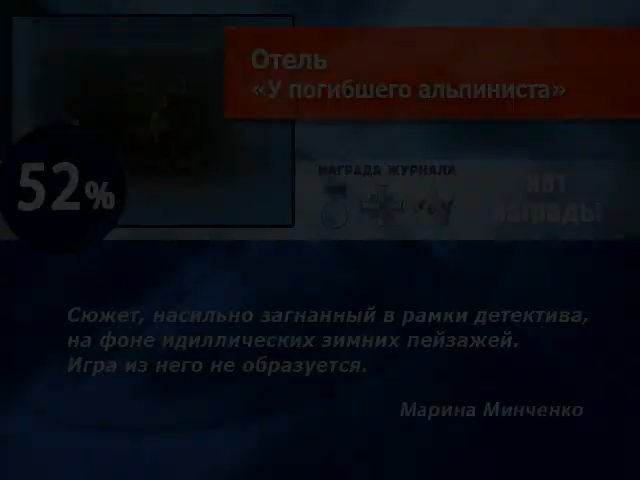 Отель
«У погибшего альпиниста»
НАГРАДА ЖУРНАЛА
52%
нет
награды
Сюжет, насильно загнанный в рамки детектива,
на фоне идиллических зимних пейзажей.
Игра из него не образуется.
Марина Минченко